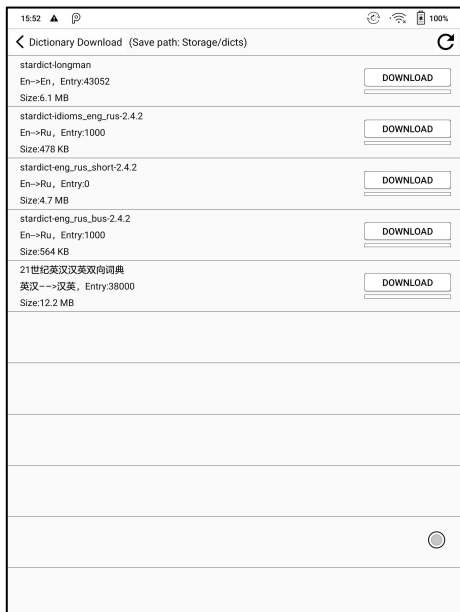 15:52 100%
Dictionary Download (Save path: Storage/dicts)
stardict-longman
En-->En, Entry:43052
Size:6.1 MB
DOWNLOAD
stardict-idioms_eng_rus-2.4.2
En-->Ru, Entry:1000
Size:478 KB
DOWNLOAD
stardict-eng_rus_short-2.4.2
En-->Ru, Entry:0
Size:4.7 MB
DOWNLOAD
stardict-eng_rus_bus-2.4.2
En-->Ru, Entry:1000
Size:564 KB
DOWNLOAD
21世纪英汉汉英双向词典
英汉-->汉英, Entry:38000
Size:12.2 MB
DOWNLOAD